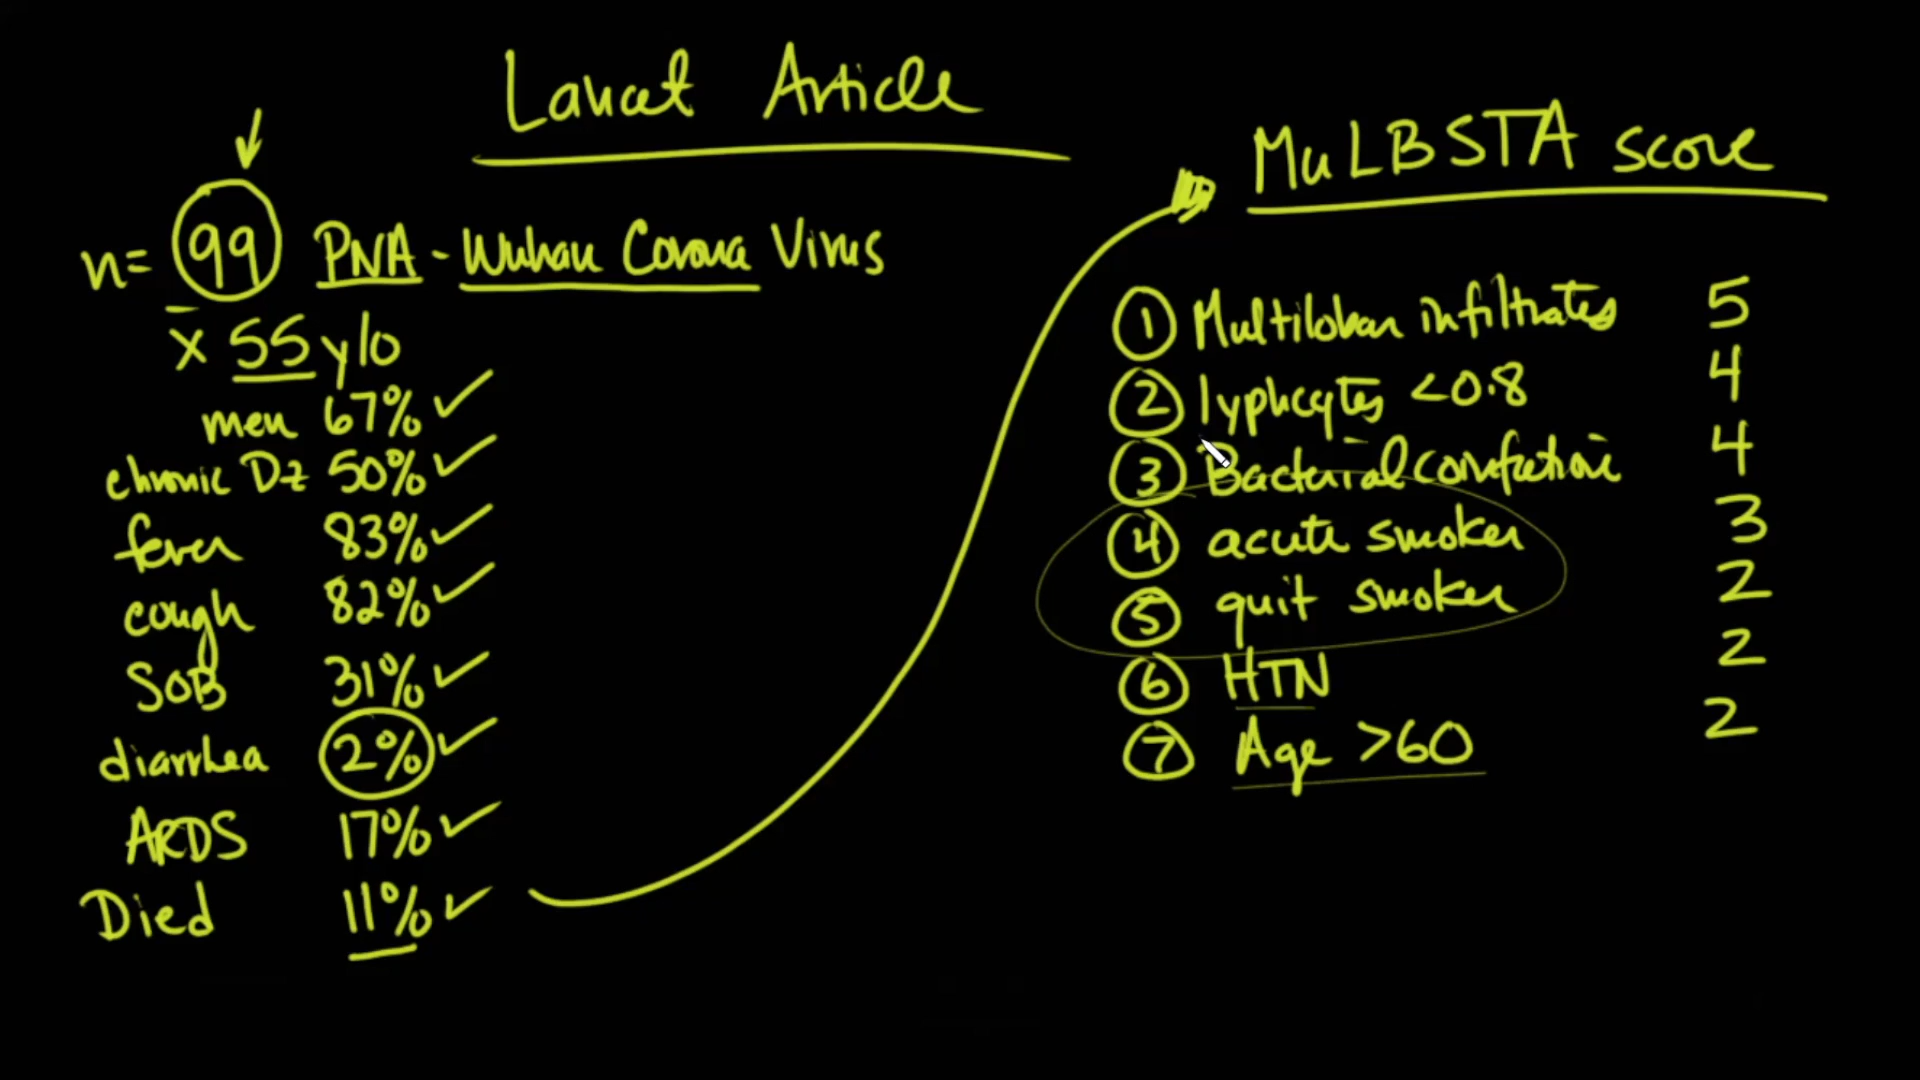 Lancet Article
n= 99 PNA - Wuhan Corona Virus
x̄ 55 y/o
men 67% ✓
chronic Dz 50% ✓
fever 83% ✓
cough 82% ✓
SOB 31% ✓
diarrhea 2% ✓
ARDS 17% ✓
Died 11% ✓
MuLBSTA score
① Multilobar infiltrates 5
② lyphcytes <0.8 4
③ Bacterial coinfection 4
④ acute smoker 3
⑤ quit smoker 2
⑥ HTN 2
⑦ Age >60 2